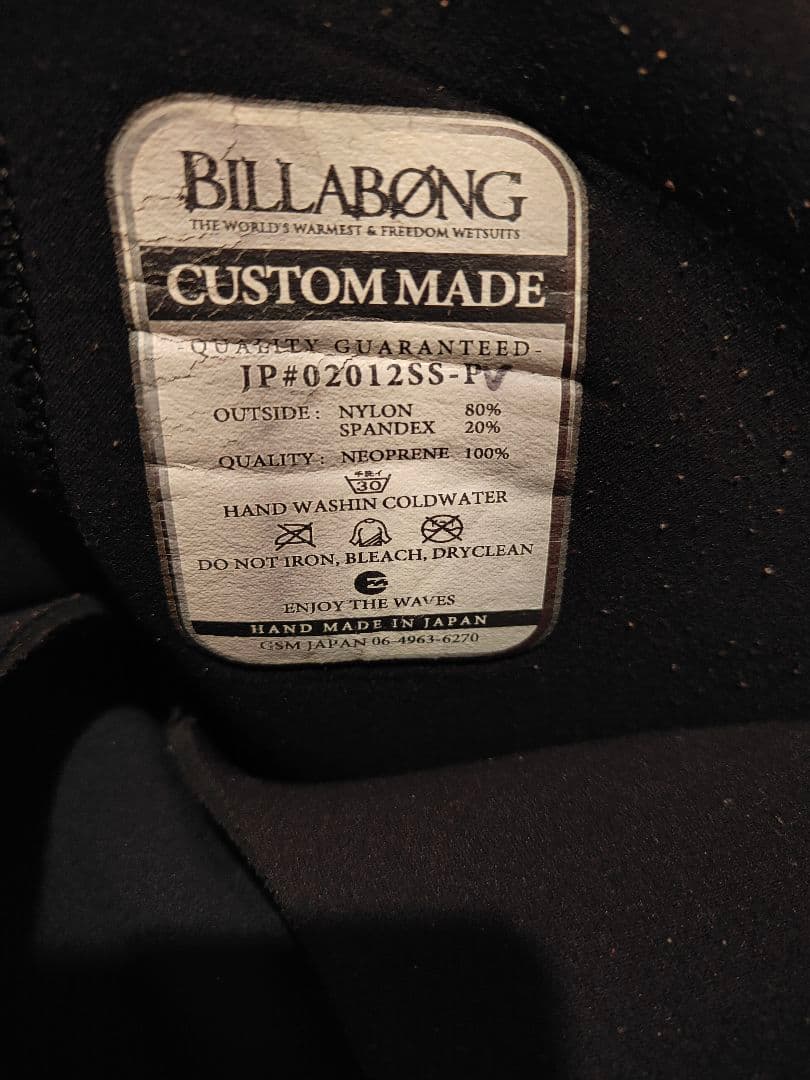 BILLABØNG
THE WORLD'S WARMEST & FREEDOM WETSUITS
CUSTOM MADE
-QUALITY GUARANTEED-
JP#02012SS-PV
OUTSIDE: NYLON 80%
SPANDEX 20%
QUALITY: NEOPRENE 100%
手洗イ
30
HAND WASHIN COLDWATER
DO NOT IRON, BLEACH, DRYCLEAN
ENJOY THE WAVES
HAND MADE IN JAPAN
GSM JAPAN 06-4963-6270